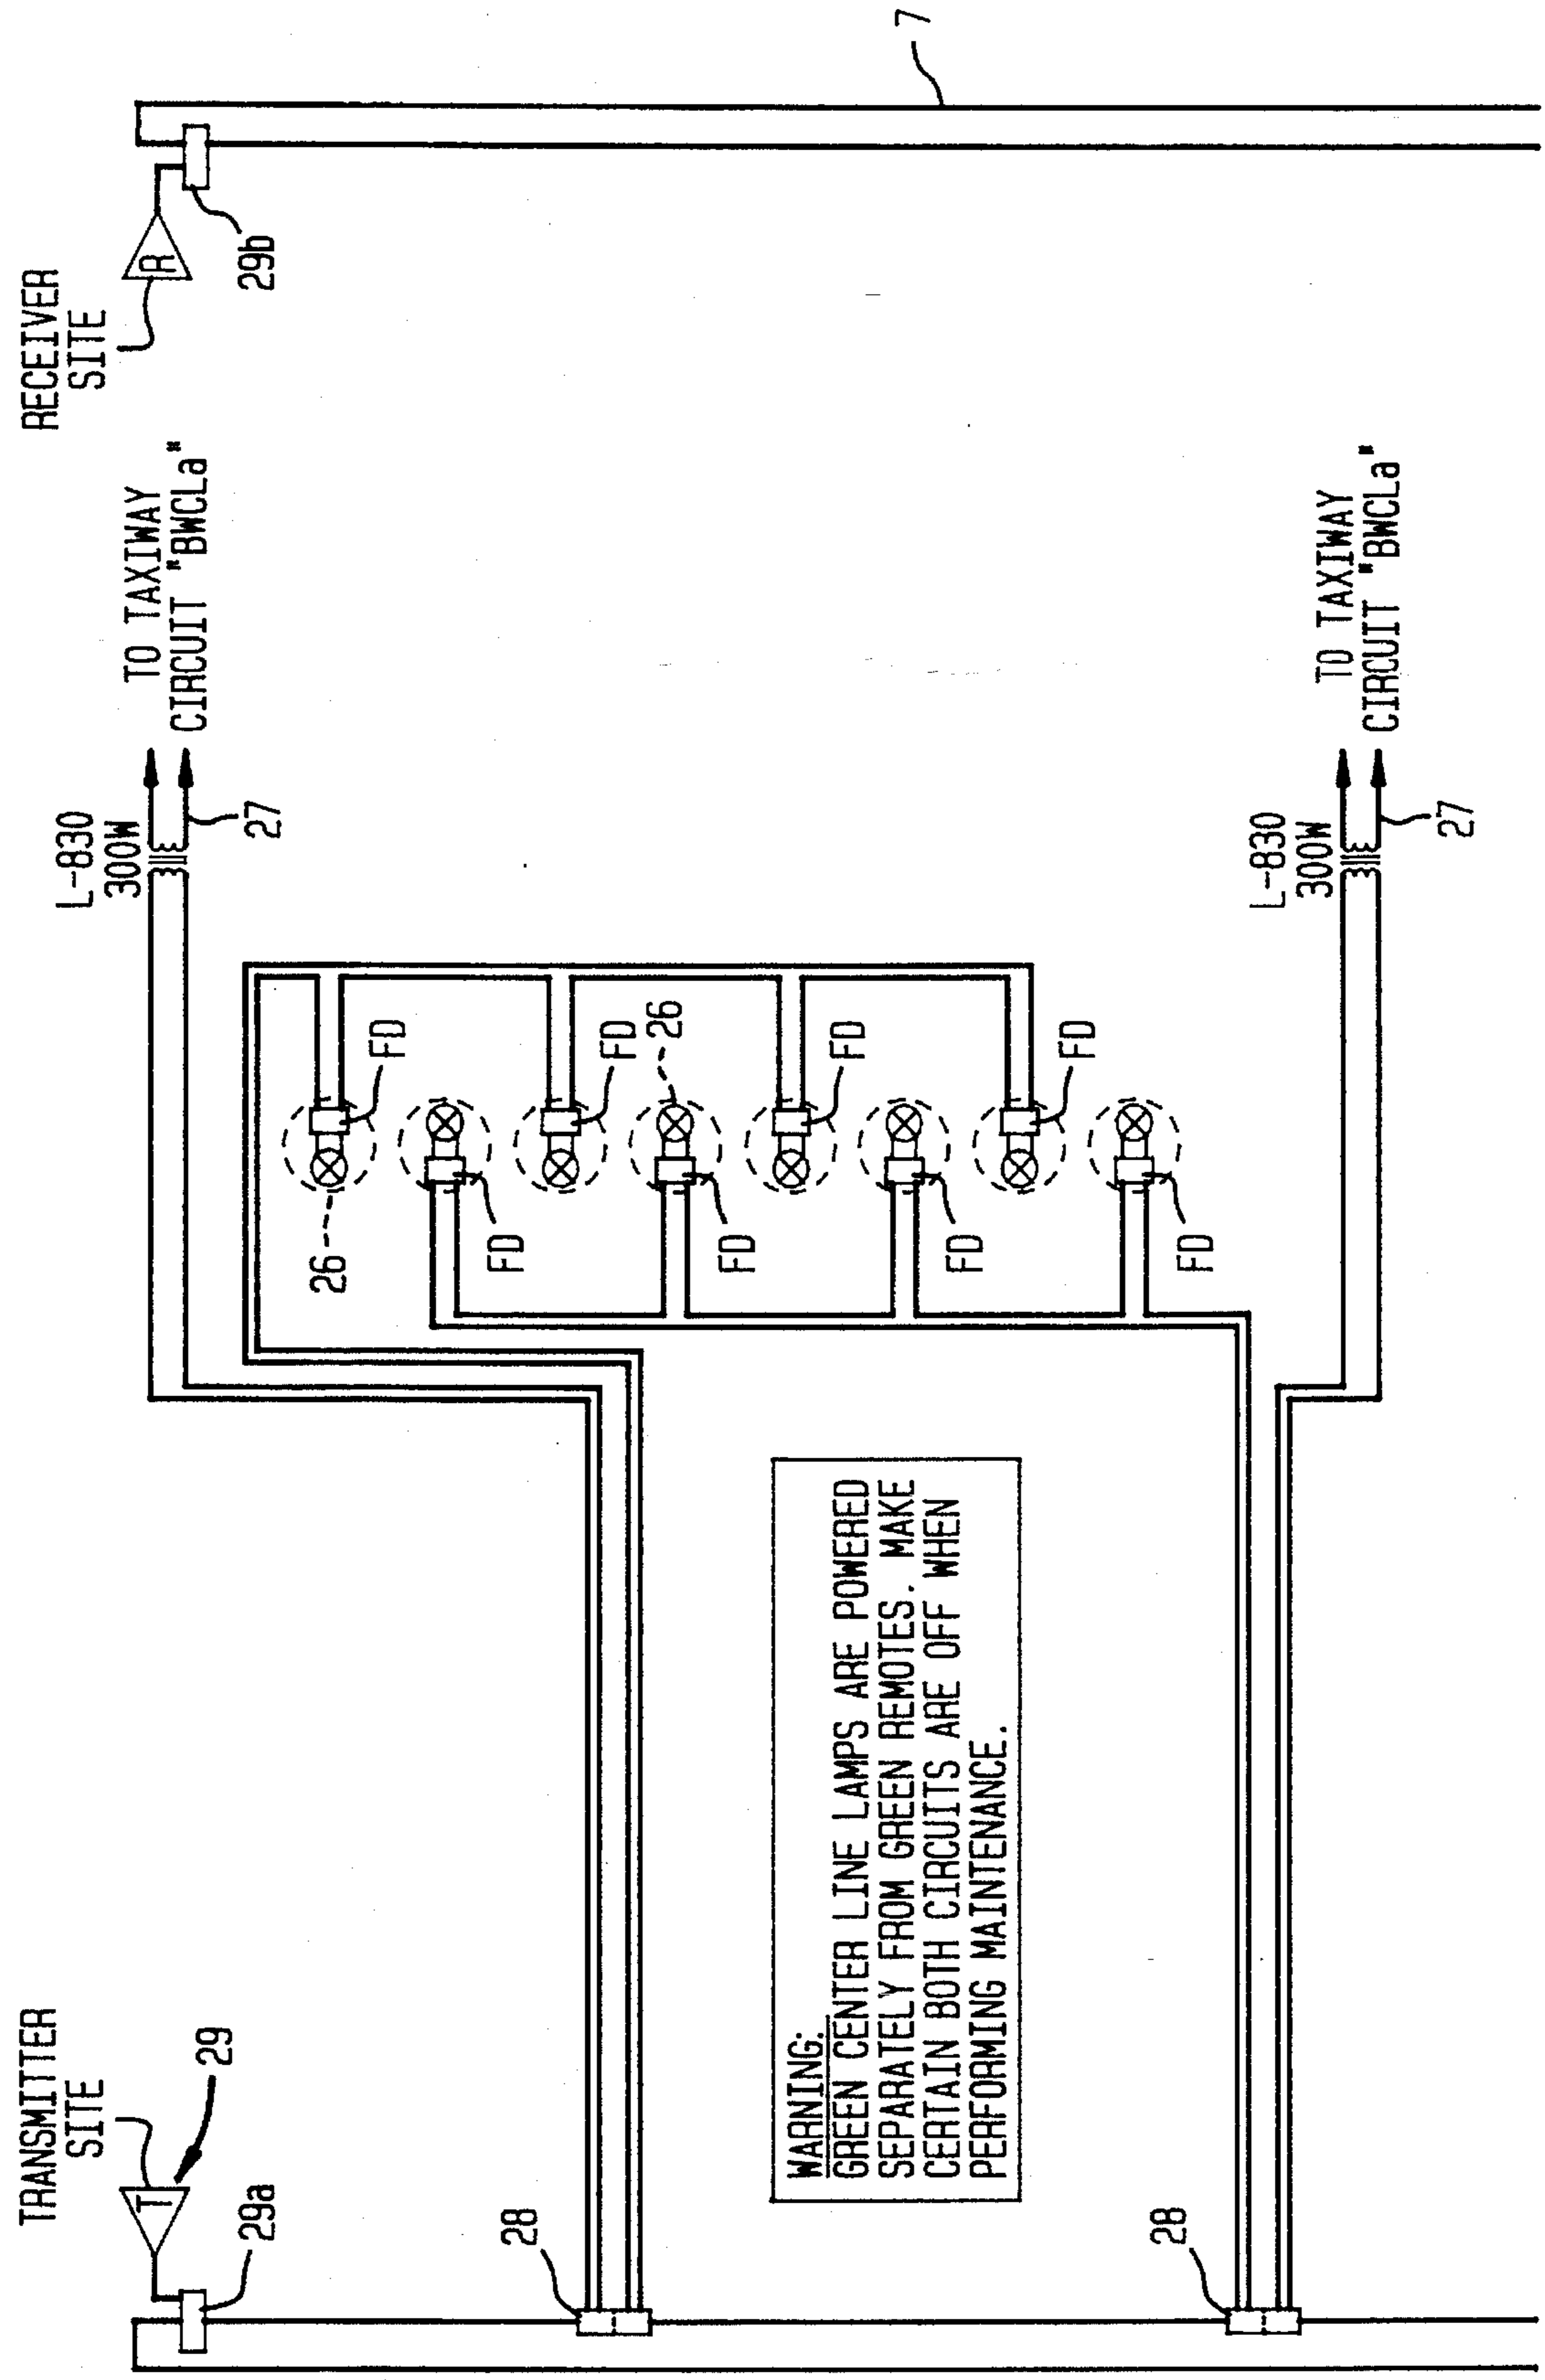 TRANSMITTER
SITE
T
29
29a
RECEIVER
SITE
R
29b
7
L-830
300W
27
TO TAXIWAY
CIRCUIT "BWCLa"
26
FD
FD
FD
FD
26
FD
FD
FD
FD
28
WARNING:
GREEN CENTER LINE LAMPS ARE POWERED
SEPARATELY FROM GREEN REMOTES. MAKE
CERTAIN BOTH CIRCUITS ARE OFF WHEN
PERFORMING MAINTENANCE.
28
L-830
300W
27
TO TAXIWAY
CIRCUIT "BWCLa"